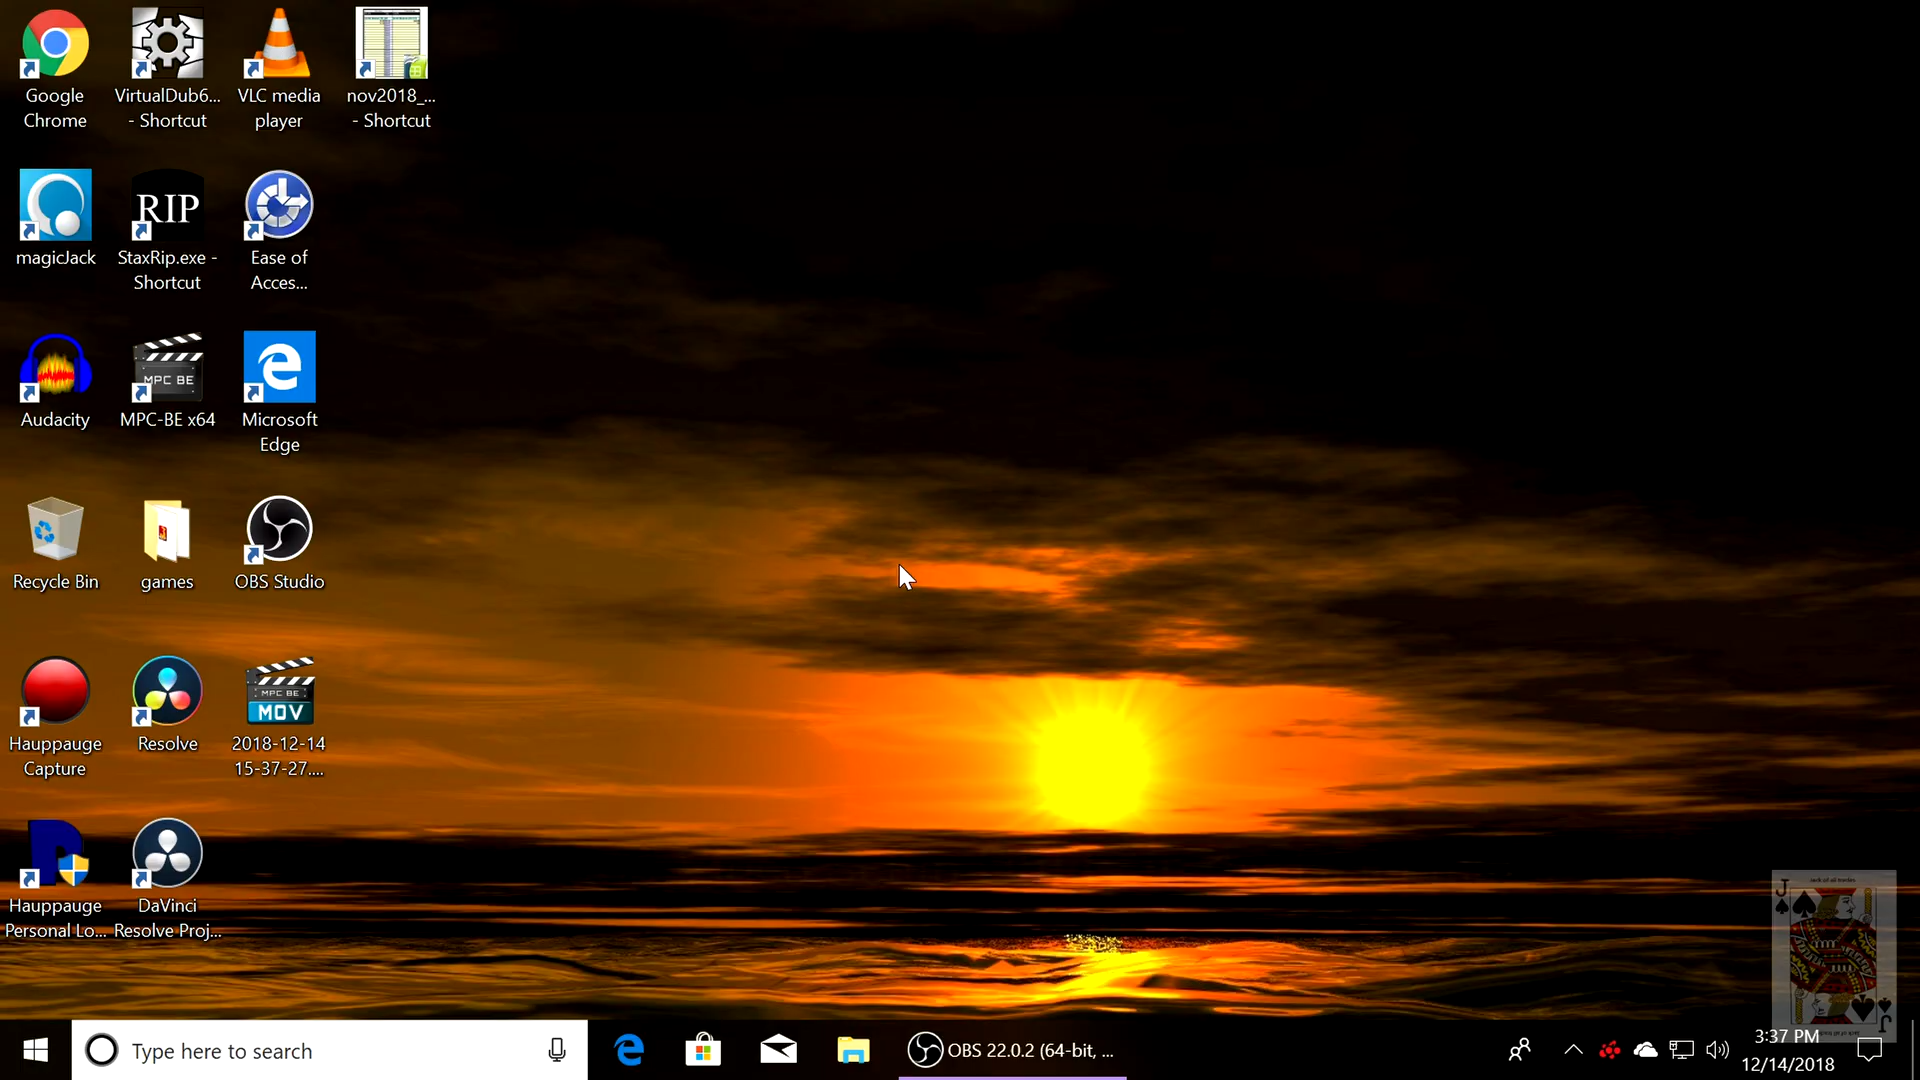 Google
Chrome
VirtualDub6...
- Shortcut
VLC media
player
nov2018_...
- Shortcut
magicJack
RIP
StaxRip.exe -
Shortcut
Ease of
Acces...
Audacity
MPC BE
MPC-BE x64
Microsoft
Edge
Recycle Bin
games
OBS Studio
Hauppauge
Capture
Resolve
MPC BE
MOV
2018-12-14
15-37-27....
Hauppauge
Personal Lo...
DaVinci
Resolve Proj...
J
J
Type here to search
OBS 22.0.2 (64-bit, ...
3:37 PM
12/14/2018